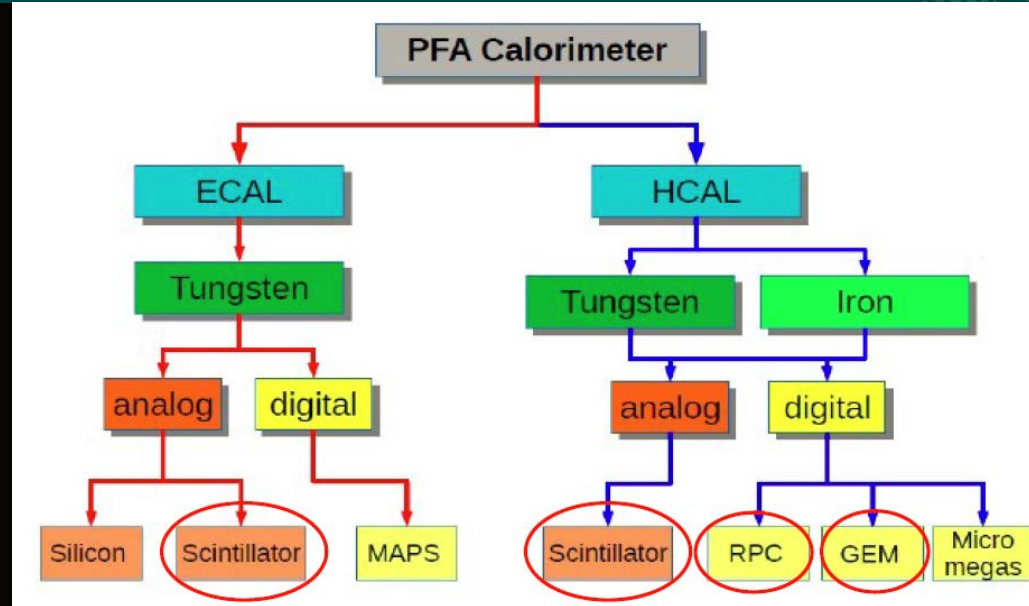 PFA Calorimeter
ECAL
HCAL
Tungsten
Tungsten
Iron
analog
digital
analog
digital
Silicon
Scintillator
MAPS
Scintillator
RPC
GEM
Micro
megas